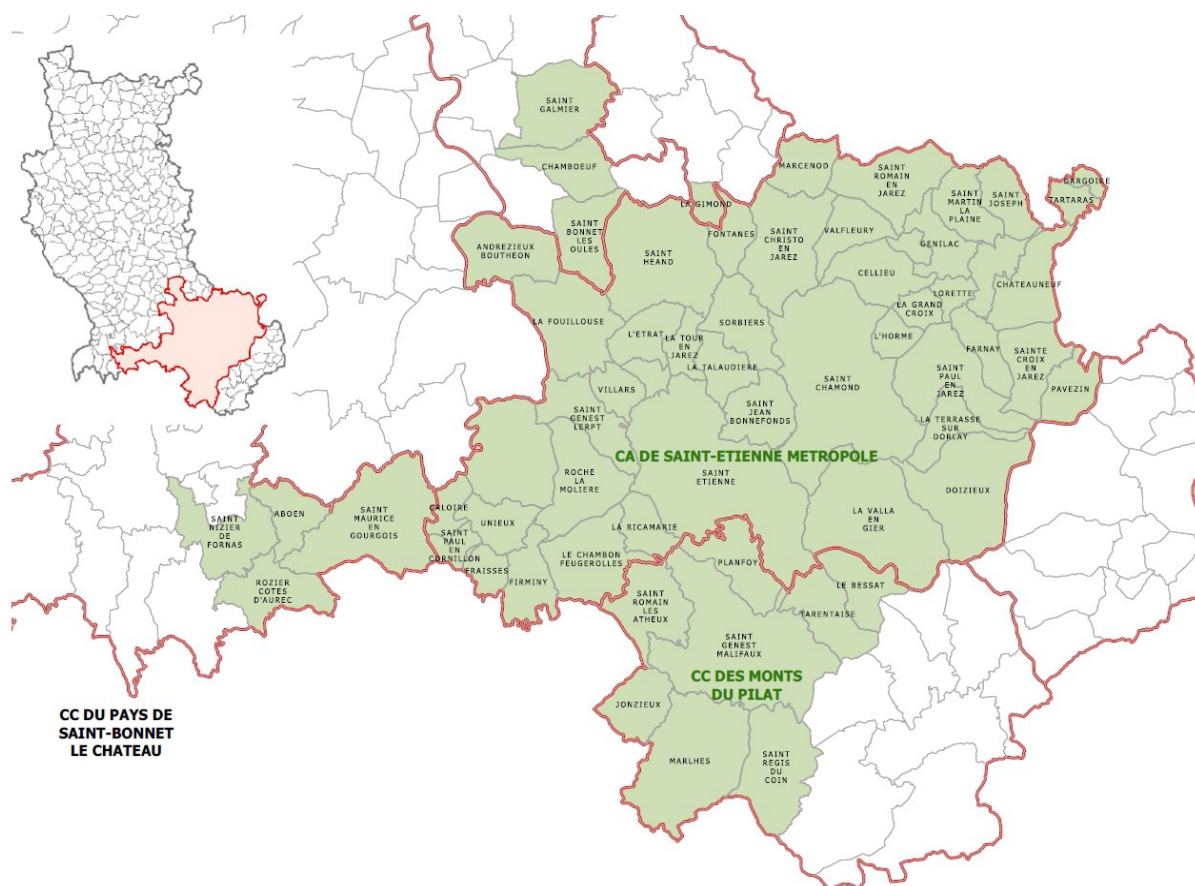 SAINT
GALMIER
CHAMBOEUF
MARCENOD
SAINT
ROMAIN
EN
JAREZ
SAINT
MARTIN
LA
PLAINE
SAINT
JOSEPH
DARGOIRE
TARTARAS
LA GIMOND
SAINT
BONNET
LES
OULES
ANDREZIEUX
BOUTHEON
SAINT
HEAND
FONTANES
SAINT
CHRISTO
EN
JAREZ
VALFLEURY
GENILAC
CELLIEU
CHATEAUNEUF
LORETTE
LA GRAND
CROIX
LA FOUILLOUSE
L'ETRAT
LA TOUR
EN
JAREZ
SORBIERS
L'HORME
FARNAY
SAINTE
CROIX
EN
JAREZ
LA TALAUDIERE
SAINT
CHAMOND
SAINT
PAUL
EN
JAREZ
PAVEZIN
VILLARS
SAINT
GENEST
LERPT
SAINT
JEAN
BONNEFONDS
LA TERRASSE
SUR
DORLAY
CA DE SAINT-ETIENNE METROPOLE
ROCHE
LA
MOLIERE
SAINT
ETIENNE
DOIZIEUX
LA VALLA
EN
GIER
SAINT
NIZIER
DE
FORNAS
ABOEN
SAINT
MAURICE
EN
GOURGOIS
CALOIRE
SAINT
PAUL
EN
CORNILLON
UNIEUX
LA RICAMARIE
FRAISSES
FIRMINY
LE CHAMBON
FEUGEROLLES
PLANFOY
LE BESSAT
ROZIER
COTES
D'AUREC
SAINT
ROMAIN
LES
ATHEUX
TARENTAISE
SAINT
GENEST
MALIFAUX
CC DES MONTS
DU PILAT
JONZIEUX
CC DU PAYS DE
SAINT-BONNET
LE CHATEAU
MARLHES
SAINT
REGIS
DU
COIN